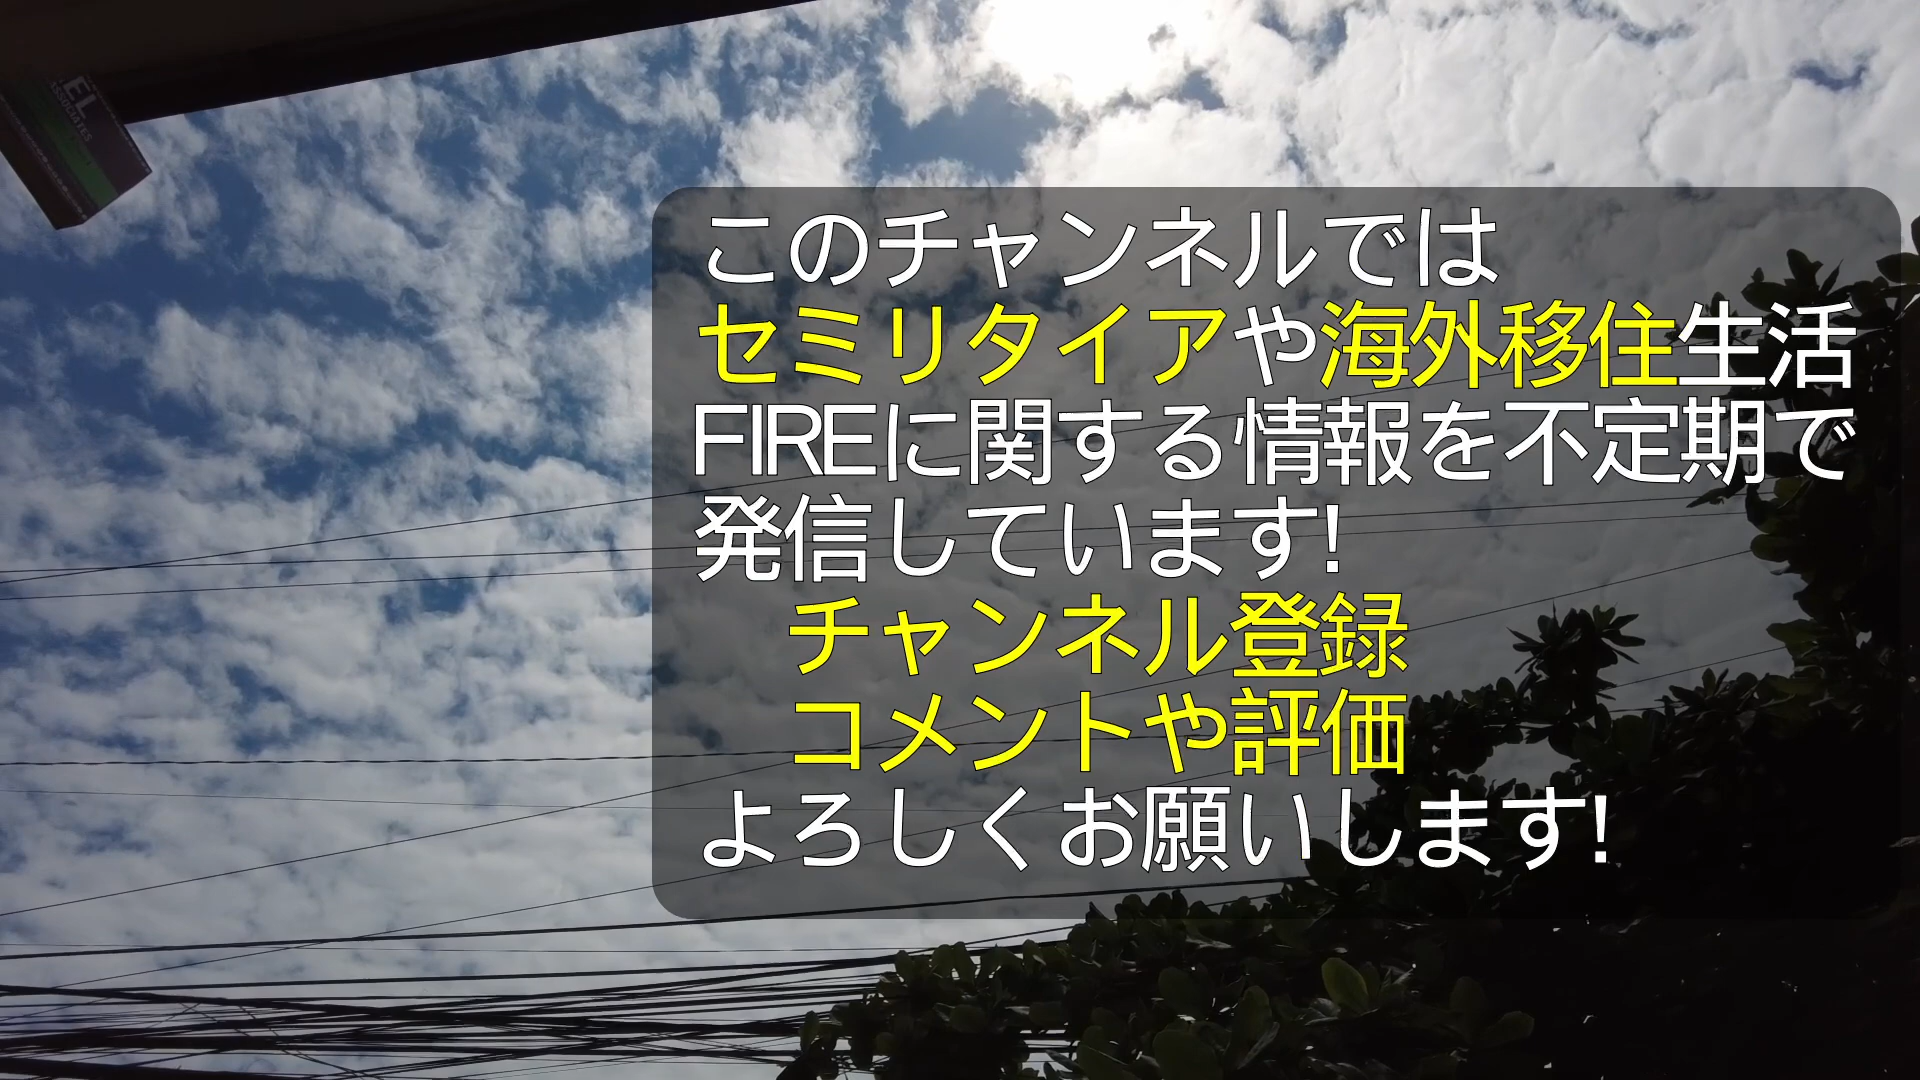 EL
ASSOCIATES
このチャンネルでは
セミリタイアや海外移住生活
FIREに関する情報を不定期で
発信しています!
チャンネル登録
コメントや評価
よろしくお願いします!